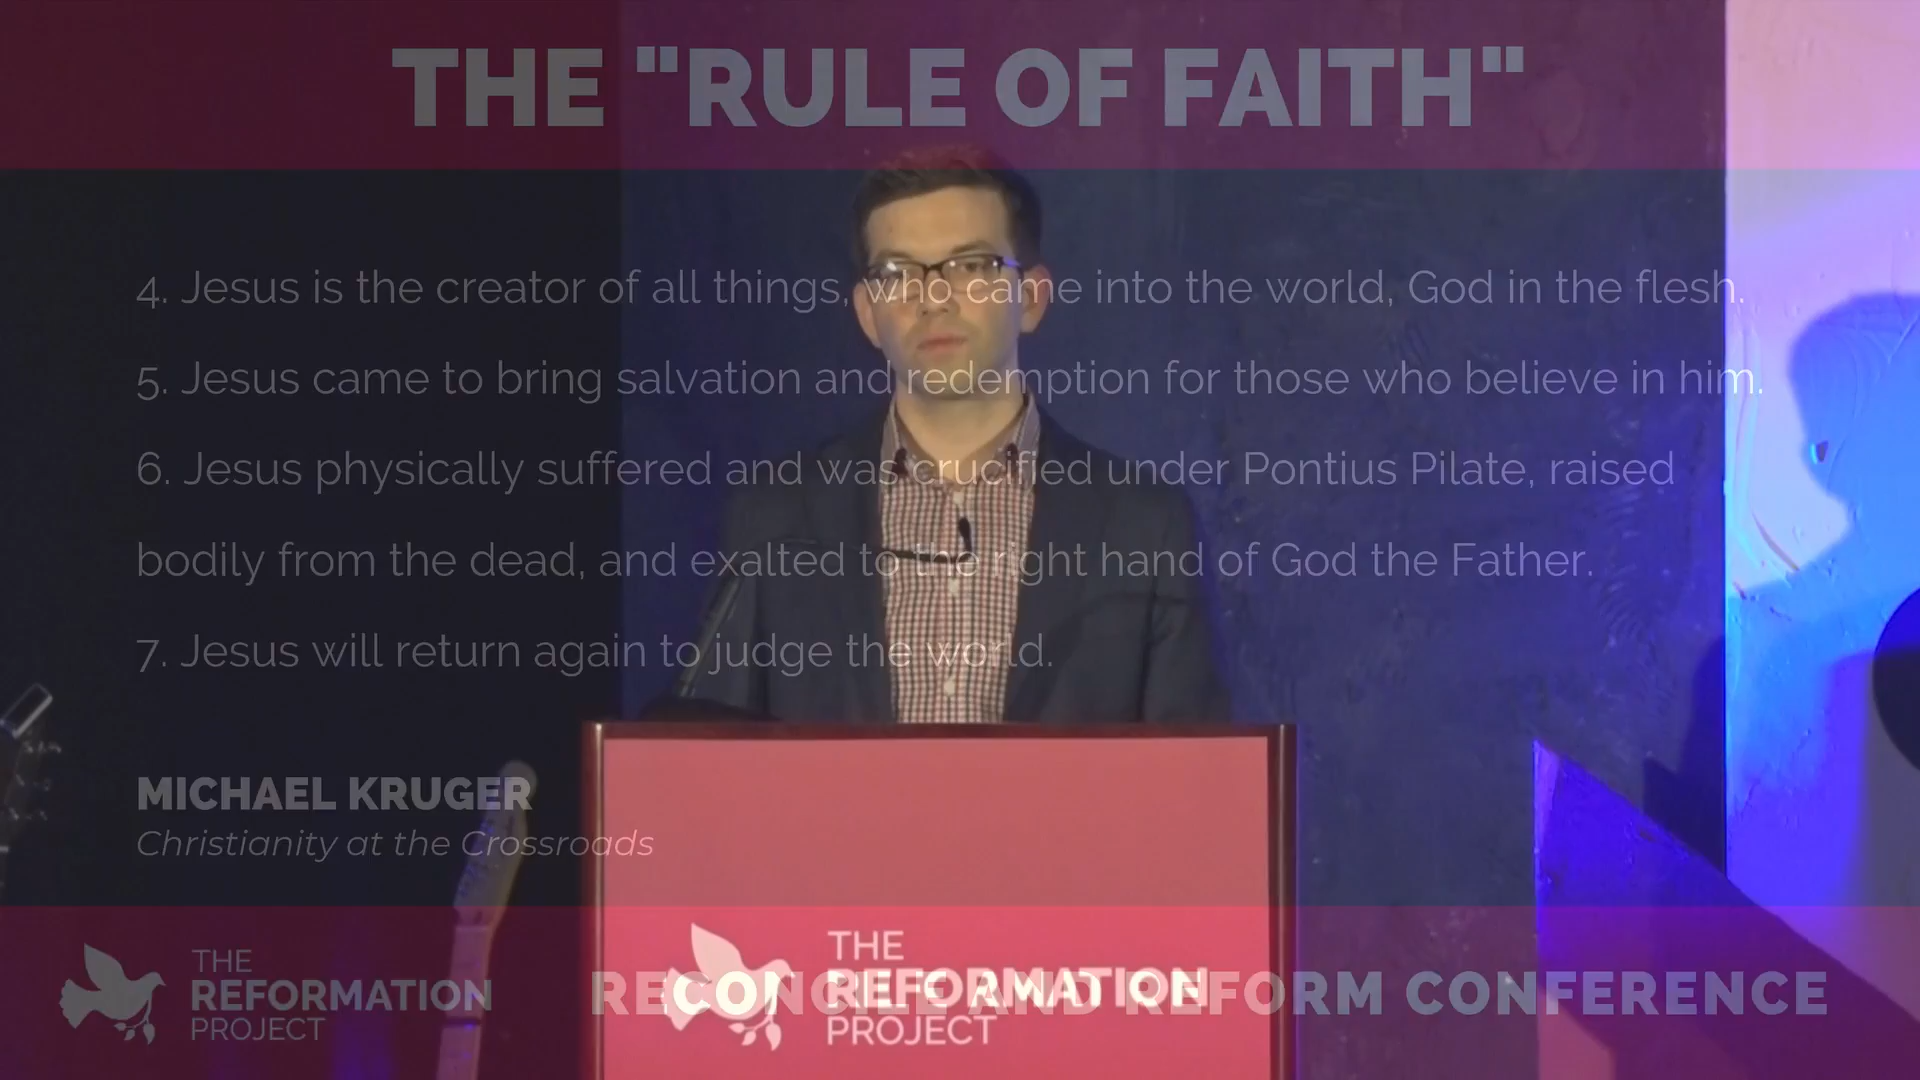 THE "RULE OF FAITH"
4. Jesus is the creator of all things, who came into the world, God in the flesh.
5. Jesus came to bring salvation and redemption for those who believe in him.
6. Jesus physically suffered and was crucified under Pontius Pilate, raised
bodily from the dead, and exalted to the right hand of God the Father.
7. Jesus will return again to judge the world.
MICHAEL KRUGER
Christianity at the Crossroads
THE
REFORMATION
PROJECT
THE
REFORMATION
PROJECT
RECONCILE AND REFORM CONFERENCE